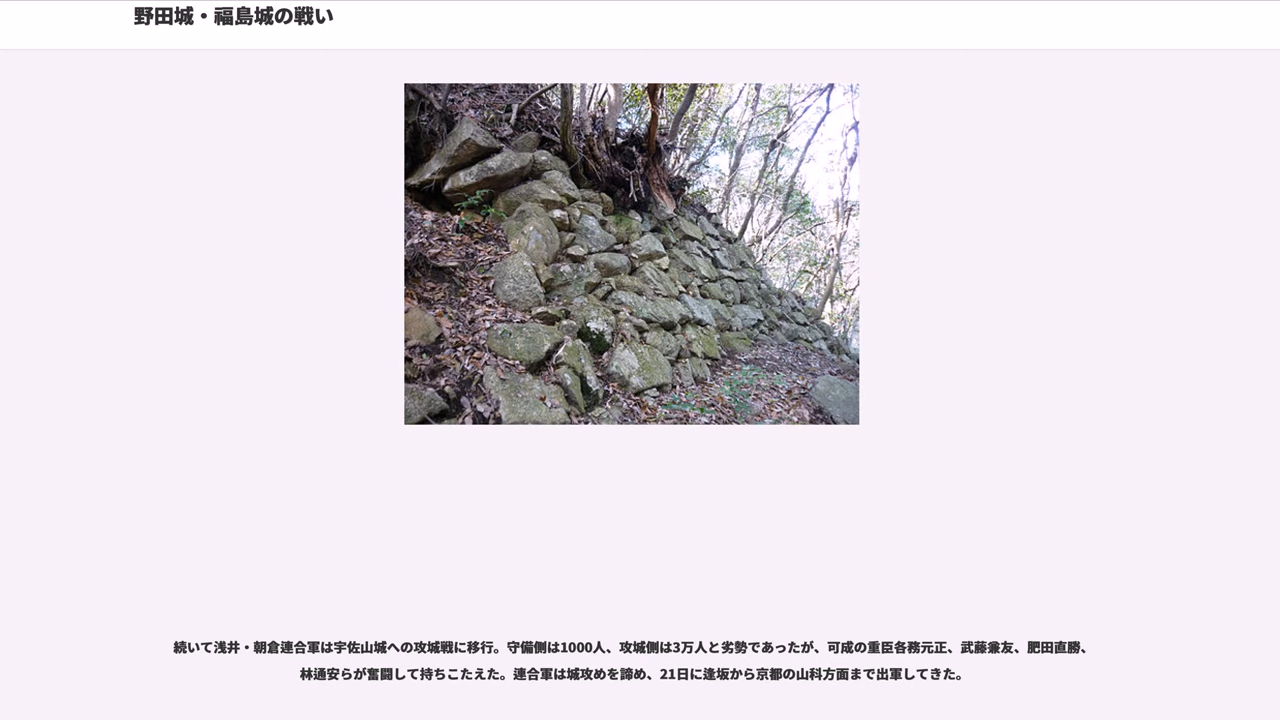 野田城・福島城の戦い
続いて浅井・朝倉連合軍は宇佐山城への攻城戦に移行。守備側は1000人、攻城側は3万人と劣勢であったが、可成の重臣各務元正、武藤兼友、肥田直勝、
林通安らが奮闘して持ちこたえた。連合軍は城攻めを諦め、21日に逢坂から京都の山科方面まで出軍してきた。